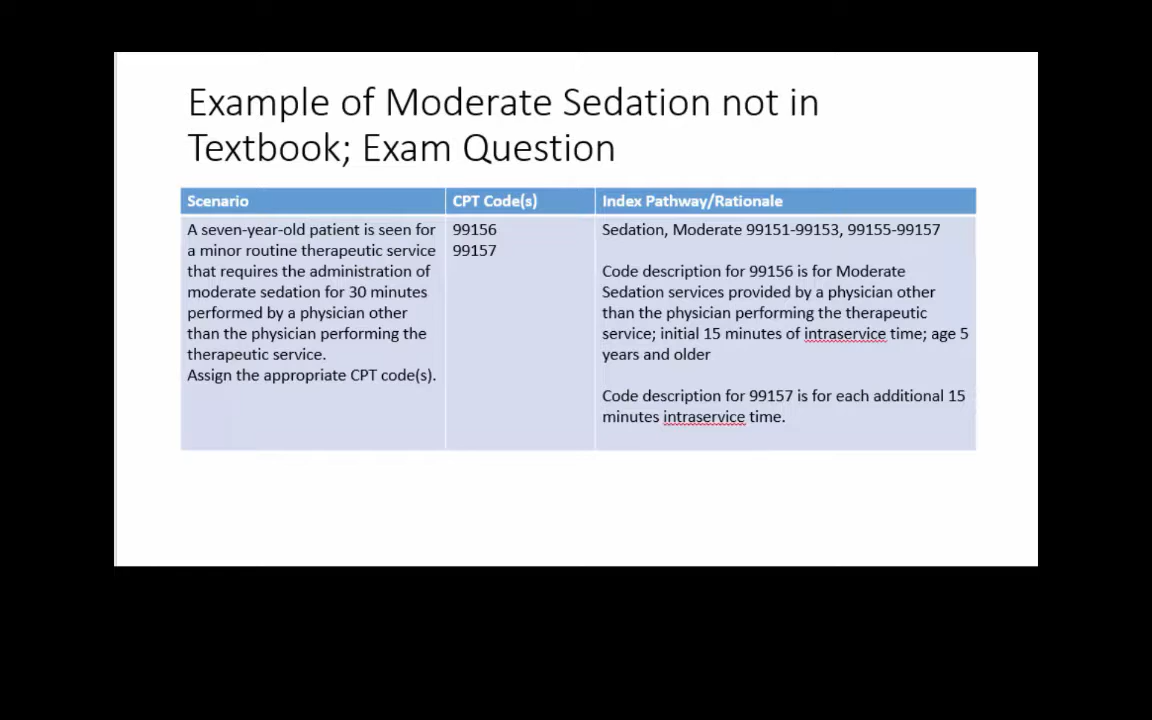 Example of Moderate Sedation not in
Textbook; Exam Question
Scenario
CPT Code(s)
Index Pathway/Rationale
A seven-year-old patient is seen for
a minor routine therapeutic service
that requires the administration of
moderate sedation for 30 minutes
performed by a physician other
than the physician performing the
therapeutic service.
Assign the appropriate CPT code(s).
99156
99157
Sedation, Moderate 99151-99153, 99155-99157
Code description for 99156 is for Moderate
Sedation services provided by a physician other
than the physician performing the therapeutic
service; initial 15 minutes of intraservice time; age 5
years and older
Code description for 99157 is for each additional 15
minutes intraservice time.